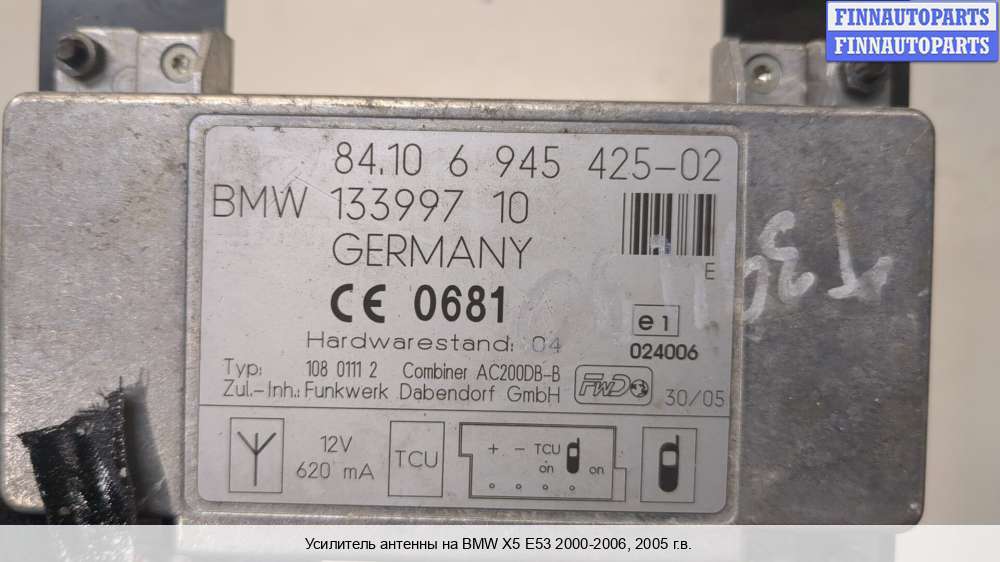 FINNAUTOPARTS
FINNAUTOPARTS
84.10 6 945 425-02
BMW 133997 10
GERMANY
E
CE 0681
Hardwarestand: 04
e1
024006
Typ: 108 0111 2 Combiner AC200DB-B
Zul.-Inh.: Funkwerk Dabendorf GmbH
FWD
30/05
12V
620 mA
TCU
+ - TCU
on on
Усилитель антенны на BMW X5 E53 2000-2006, 2005 г.в.